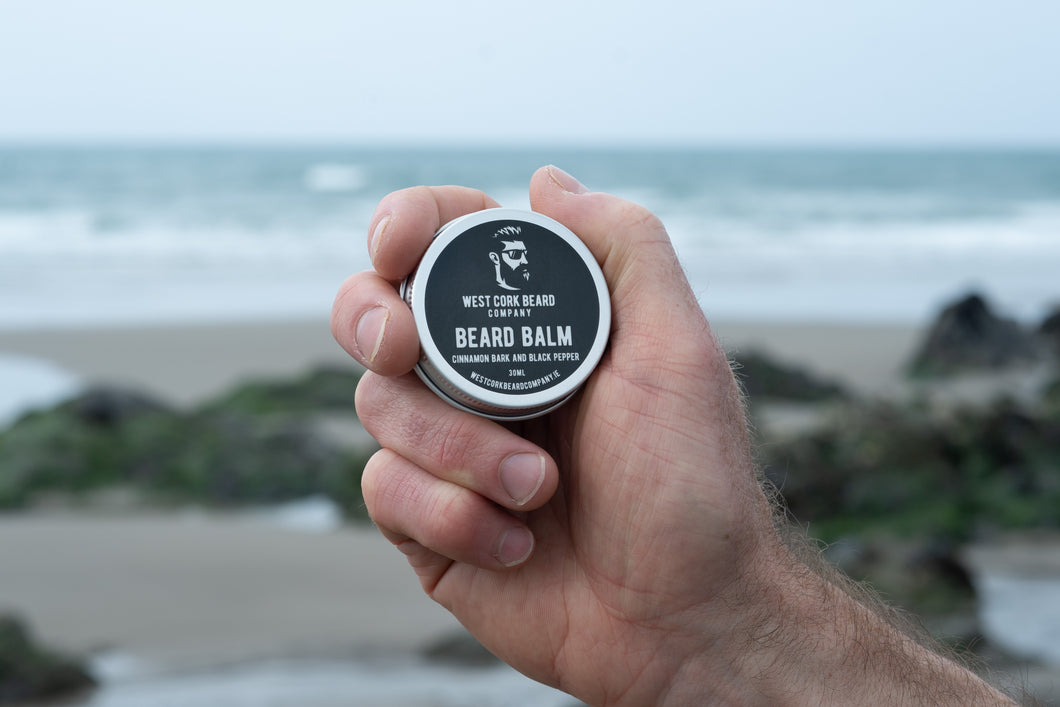 WEST CORK BEARD
COMPANY
BEARD BALM
CINNAMON BARK AND BLACK PEPPER
30ML
WESTCORKBEARDCOMPANY.IE